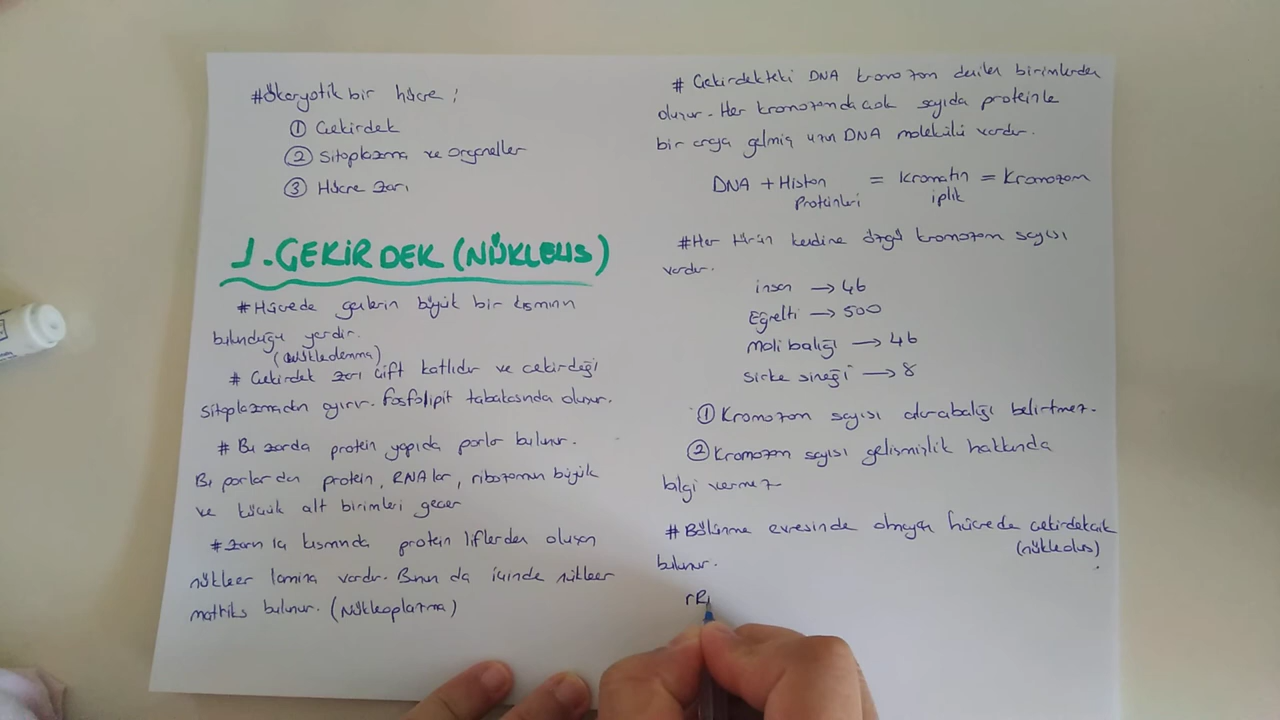 #Ökaryotik bir hücre;
① Çekirdek
② Sitoplazma ve organeller
③ Hücre zarı
1.ÇEKİRDEK (NÜKLEUS)
#Hücrede genlerin büyük bir kısmının
bulunduğu yerdir.
(nükledemma)
# Çekirdek zarı çift katlıdır ve çekirdeği
sitoplazmadan ayırır. Fosfolipit tabakasında oluşur.
# Bu zarda protein yapıda porlar bulunur.
Bu porlardan protein, RNA lar, ribozomun büyük
ve küçük alt birimleri geçer
#Zarın iç kısmında protein liflerden oluşan
nükleer lamina vardır. Bunun da içinde nükleer
matriks bulunur. (Nükleoplazma)
# Çekirdekteki DNA kromozom denilen birimlerden
oluşur. Her kromozomda çok sayıda proteinle
bir araya gelmiş uzun DNA molekülü vardır.
DNA + Histon = Kromatin = Kromozom
Proteinleri iplik
#Her türün kendine özgü kromozom sayısı
vardır.
insan → 46
Eğrelti → 500
Moli balığı → 46
Sirke sineği → 8
① Kromozom sayısı akrabalığı belirtmez.
② Kromozom sayısı gelişmişlik hakkında
bilgi vermez
# Bölünme evresinde olmayan hücrede çekirdekçik
(nükleolus)
bulunur.
rR